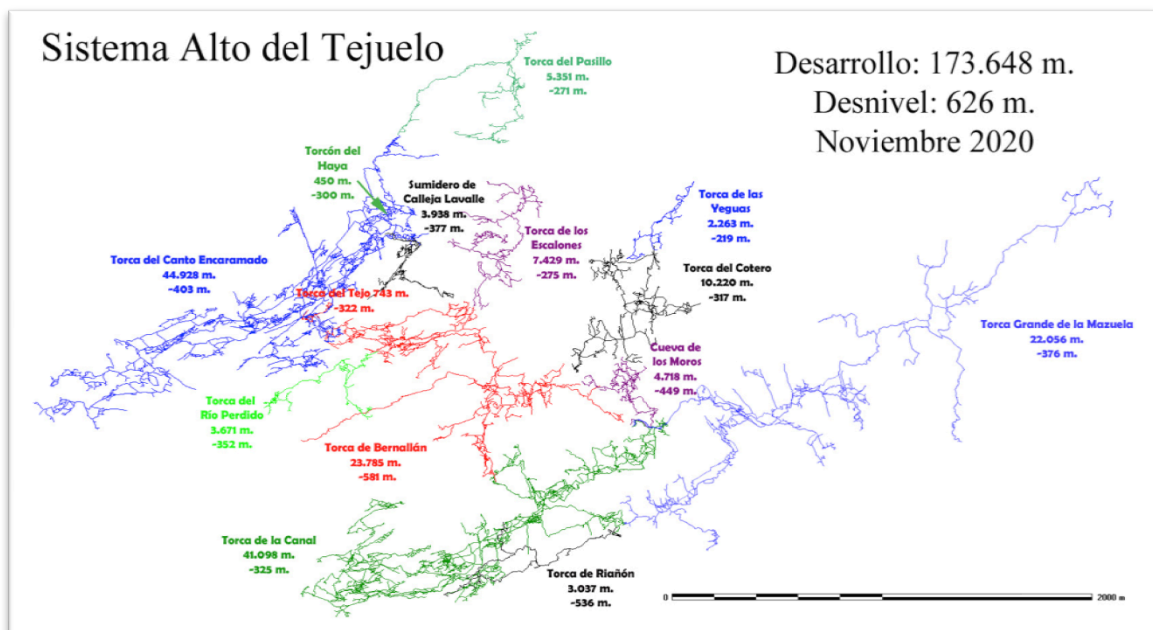 Sistema Alto del Tejuelo
Desarrollo: 173.648 m.
Desnivel: 626 m.
Noviembre 2020
Torca del Pasillo
5.351 m.
-271 m.
Torcón del
Haya
450 m.
-300 m.
Sumidero de
Calleja Lavalle
3.938 m.
-377 m.
Torca de los
Escalones
7.429 m.
-275 m.
Torca de las
Yeguas
2.263 m.
-219 m.
Torca del Canto Encaramado
44.928 m.
-403 m.
Torca del Cotero
10.220 m.
-317 m.
Torca del Tejo 743 m.
-322 m.
Torca Grande de la Mazuela
22.056 m.
-376 m.
Cueva de
los Moros
4.718 m.
-449 m.
Torca del
Río Perdido
3.671 m.
-352 m.
Torca de Bernallán
23.785 m.
-581 m.
Torca de la Canal
41.098 m.
-325 m.
Torca de Riañón
3.037 m.
-536 m.
0 2000 m